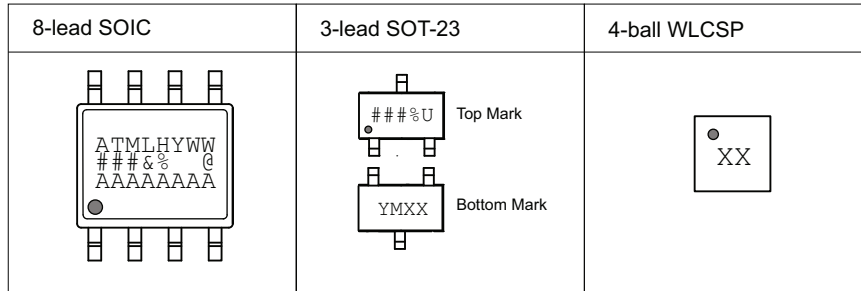 8-lead SOIC
3-lead SOT-23
4-ball WLCSP
ATMLHYWW
###&% @
AAAAAAAA
###%U
Top Mark
YMXX
Bottom Mark
XX